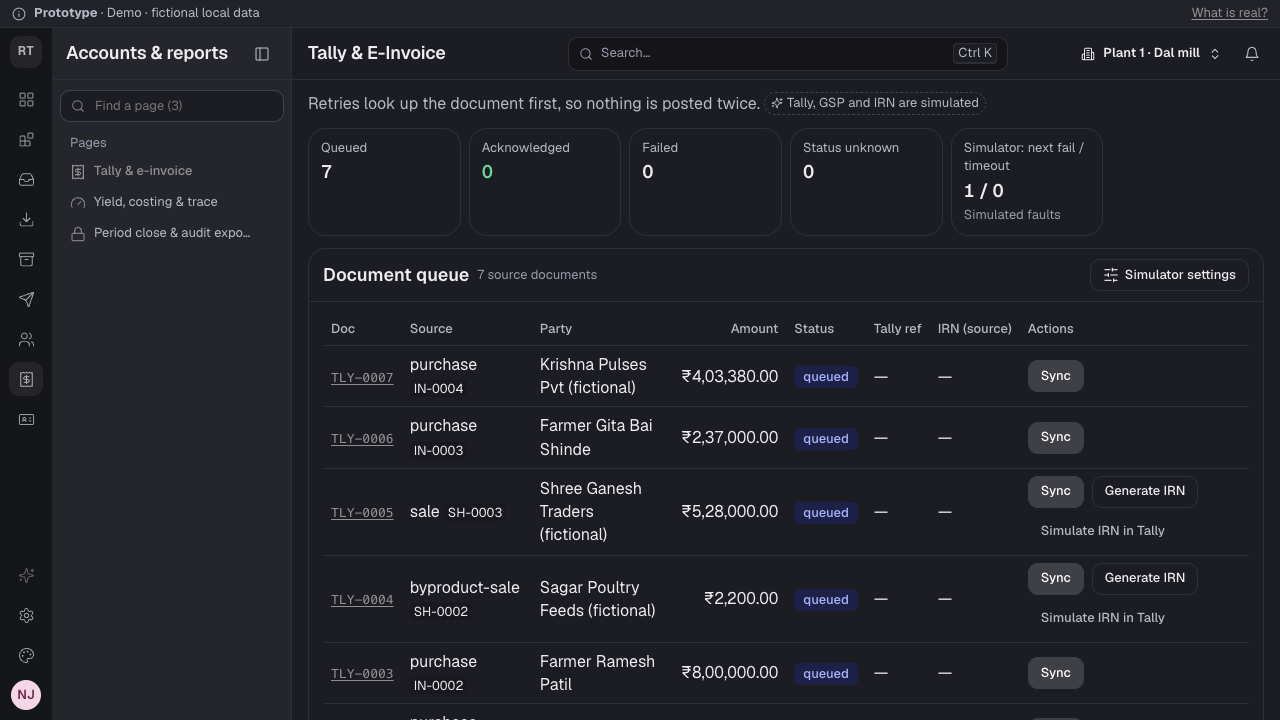 Prototype · Demo · fictional local data
What is real?
RT
Accounts & reports
Tally & E-Invoice
Search...
Ctrl K
Plant 1 · Dal mill
Find a page (3)
Pages
Tally & e-invoice
Yield, costing & trace
Period close & audit expo...
NJ
Retries look up the document first, so nothing is posted twice.
Tally, GSP and IRN are simulated
Queued
7
Acknowledged
0
Failed
0
Status unknown
0
Simulator: next fail /
timeout
1 / 0
Simulated faults
Document queue 7 source documents
Simulator settings
Doc Source Party Amount Status Tally ref IRN (source) Actions
TLY-0007 purchase IN-0004 Krishna Pulses Pvt (fictional) ₹4,03,380.00 queued — — Sync
TLY-0006 purchase IN-0003 Farmer Gita Bai Shinde ₹2,37,000.00 queued — — Sync
TLY-0005 sale SH-0003 Shree Ganesh Traders (fictional) ₹5,28,000.00 queued — — Sync Generate IRN Simulate IRN in Tally
TLY-0004 byproduct-sale SH-0002 Sagar Poultry Feeds (fictional) ₹2,200.00 queued — — Sync Generate IRN Simulate IRN in Tally
TLY-0003 purchase IN-0002 Farmer Ramesh Patil ₹8,00,000.00 queued — — Sync